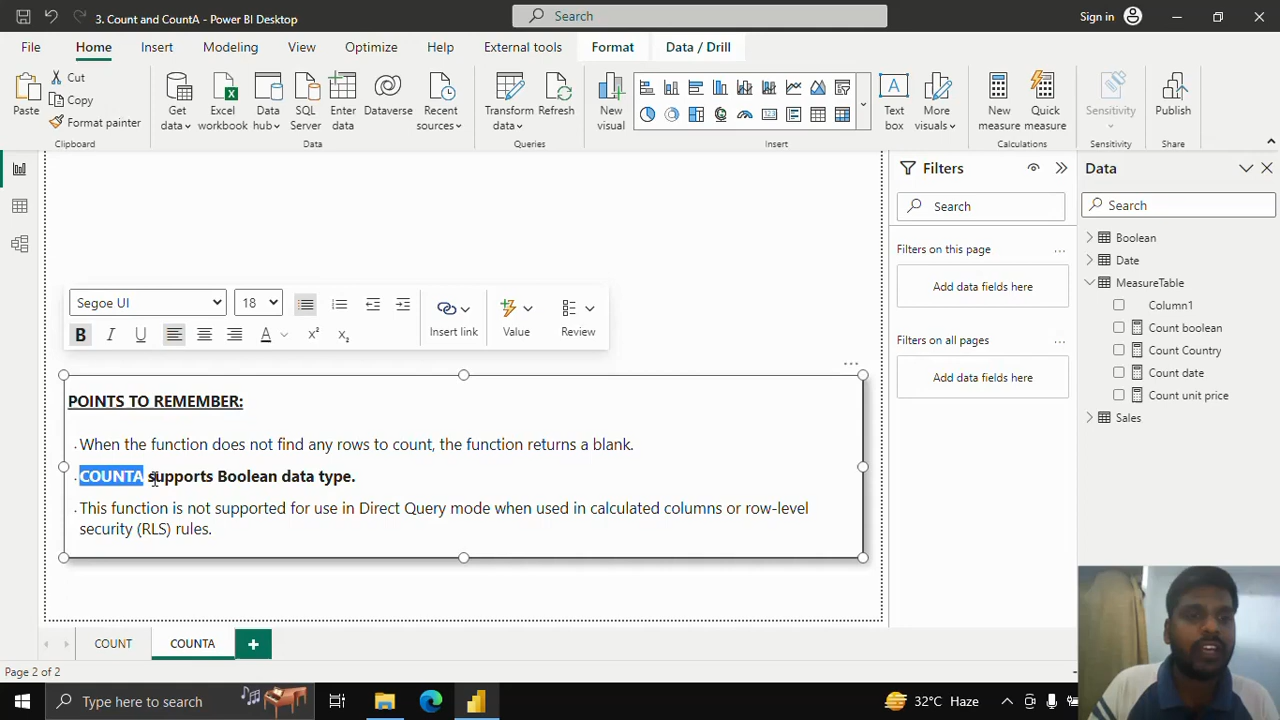 3. Count and CountA - Power BI Desktop
Search
Sign in
File
Home
Insert
Modeling
View
Optimize
Help
External tools
Format
Data / Drill
Paste
Cut
Copy
Format painter
Clipboard
Get data
Excel workbook
Data hub
SQL Server
Enter data
Dataverse
Recent sources
Data
Transform data
Refresh
Queries
New visual
Text box
More visuals
Insert
New measure
Quick measure
Calculations
Sensitivity
Sensitivity
Publish
Share
Segoe UI
18
B
I
U
A
Insert link
Value
Review
POINTS TO REMEMBER:
When the function does not find any rows to count, the function returns a blank.
COUNTA supports Boolean data type.
This function is not supported for use in Direct Query mode when used in calculated columns or row-level
security (RLS) rules.
Filters
Search
Filters on this page
Add data fields here
Filters on all pages
Add data fields here
Data
Search
Boolean
Date
MeasureTable
Column1
Count boolean
Count Country
Count date
Count unit price
Sales
COUNT
COUNTA
Page 2 of 2
Type here to search
32°C Haze